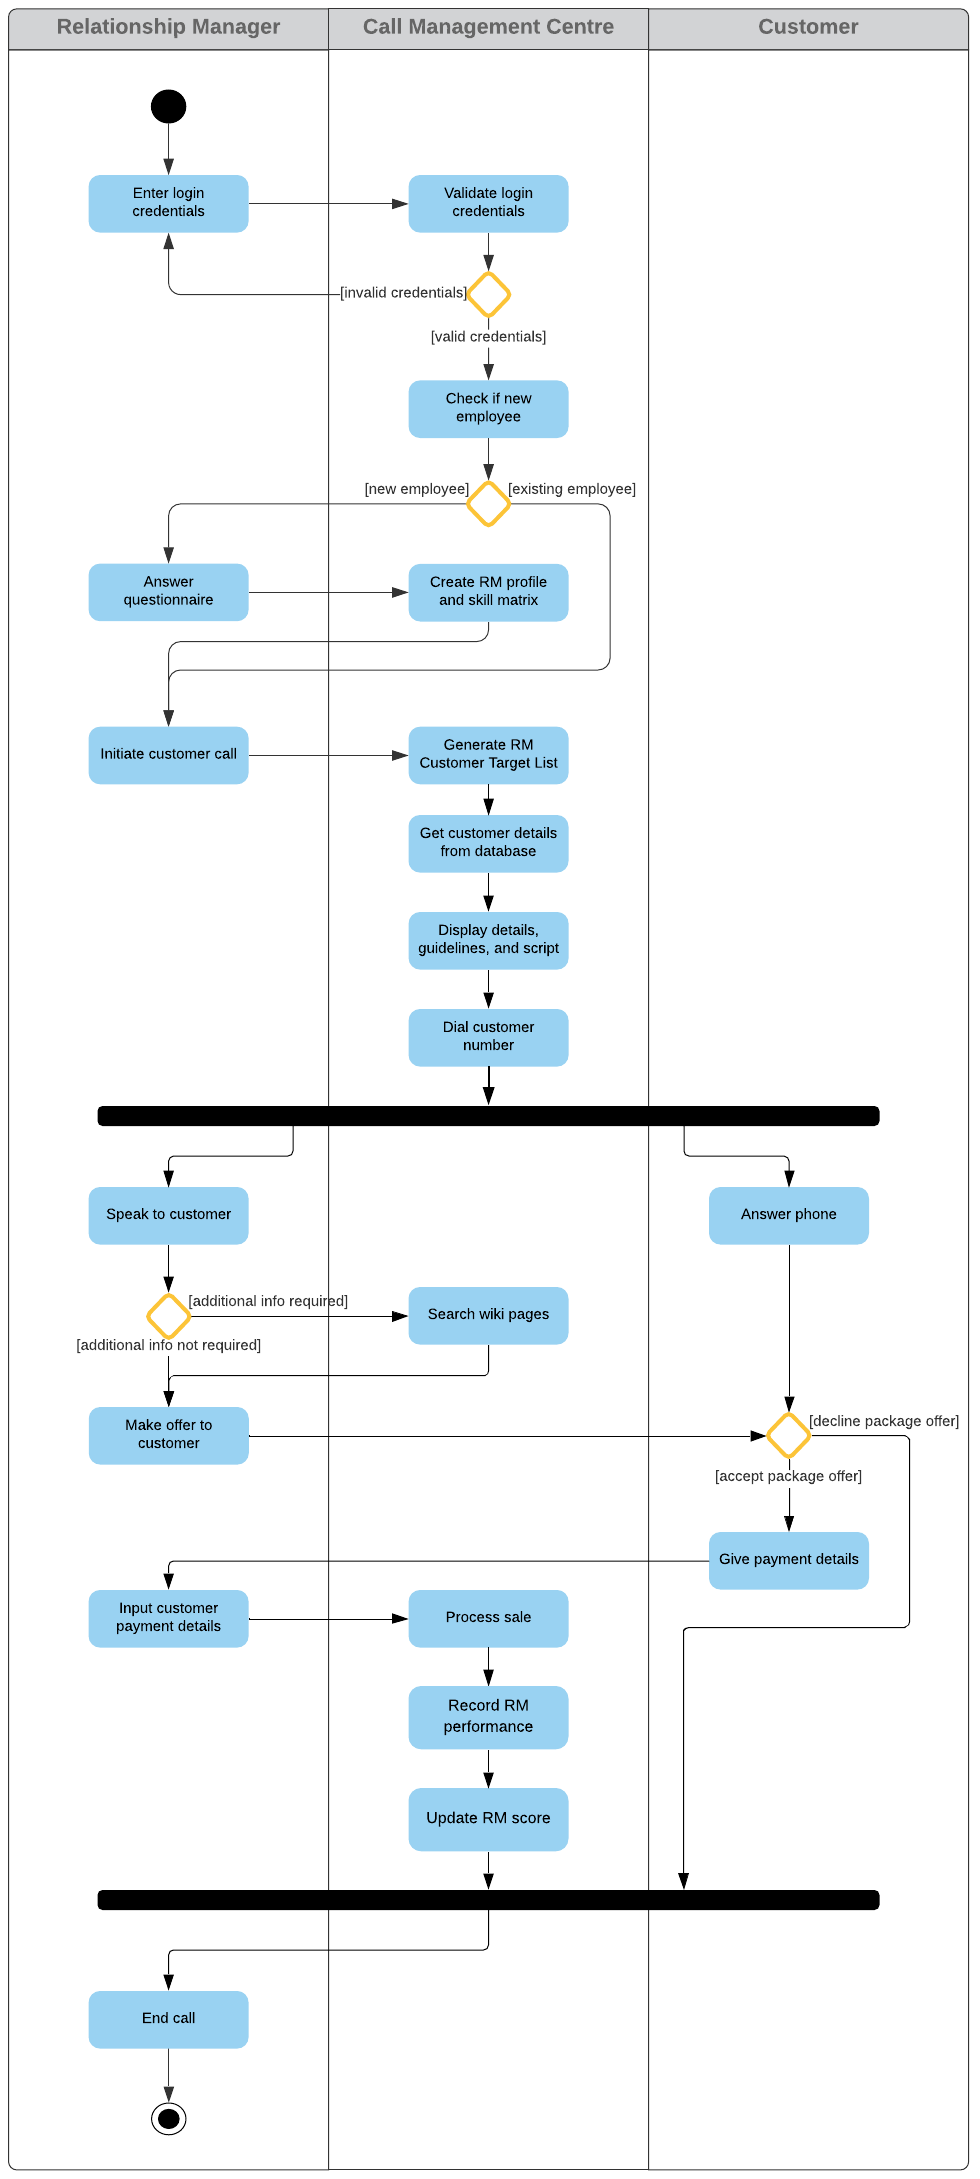 Relationship Manager
Call Management Centre
Customer
Enter login
credentials
Validate login
credentials
[invalid credentials]
[valid credentials]
Check if new
employee
[new employee]
[existing employee]
Answer
questionnaire
Create RM profile
and skill matrix
Initiate customer call
Generate RM
Customer Target List
Get customer details
from database
Display details,
guidelines, and script
Dial customer
number
Speak to customer
Answer phone
[additional info required]
Search wiki pages
[additional info not required]
Make offer to
customer
[decline package offer]
[accept package offer]
Give payment details
Input customer
payment details
Process sale
Record RM
performance
Update RM score
End call